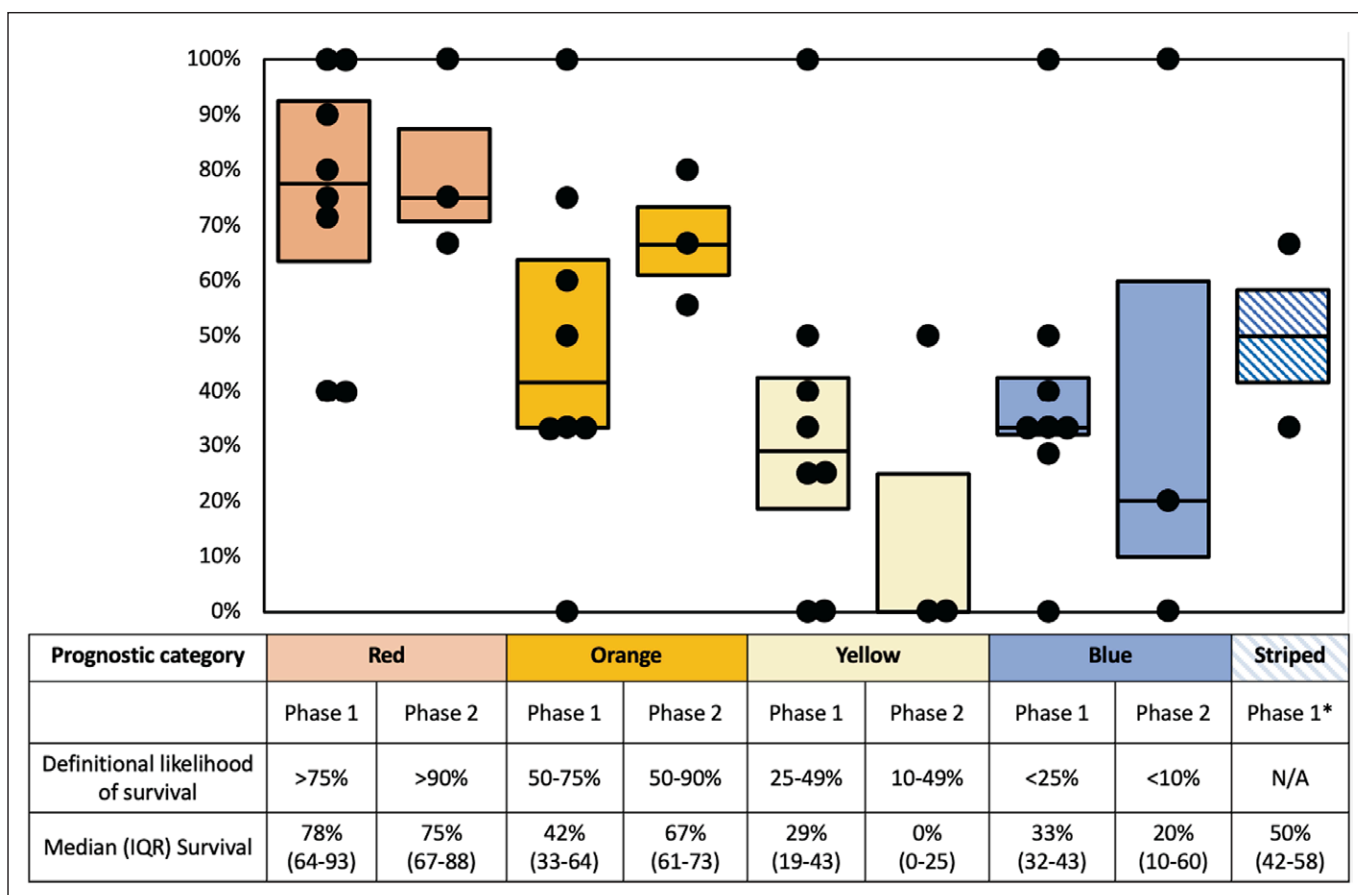 100%
90%
80%
70%
60%
50%
40%
30%
20%
10%
0%
Prognostic category Red Orange Yellow Blue Striped
Phase 1 Phase 2 Phase 1 Phase 2 Phase 1 Phase 2 Phase 1 Phase 2 Phase 1*
Definitional likelihood
of survival >75% >90% 50-75% 50-90% 25-49% 10-49% <25% <10% N/A
Median (IQR) Survival 78% 75% 42% 67% 29% 0% 33% 20% 50%
(64-93) (67-88) (33-64) (61-73) (19-43) (0-25) (32-43) (10-60) (42-58)